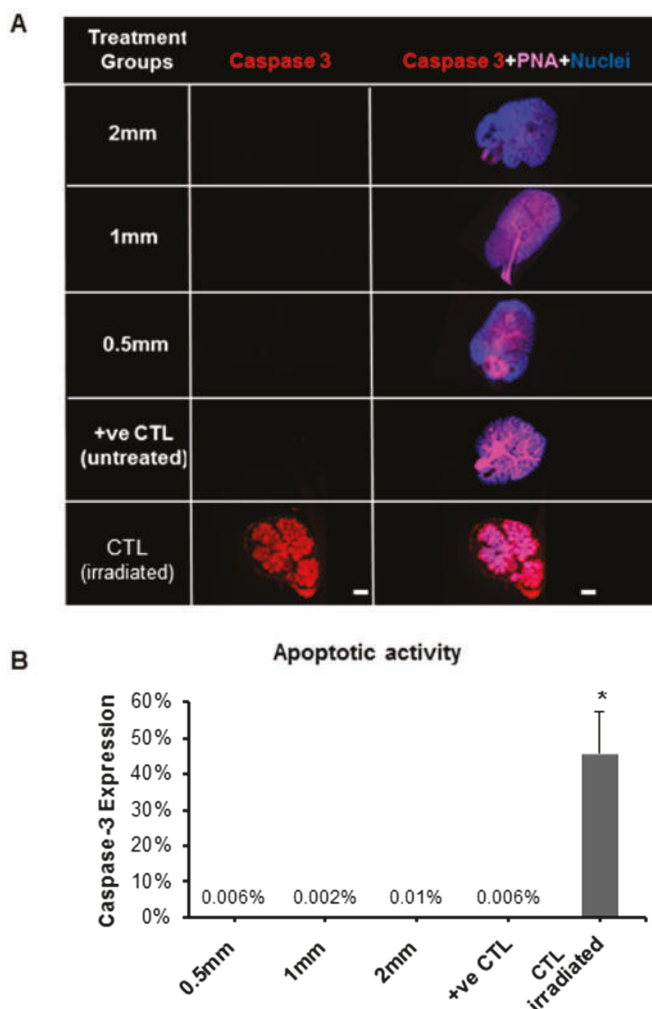 A
Treatment
Groups
Caspase 3
Caspase 3+PNA+Nuclei
2mm
1mm
0.5mm
+ve CTL
(untreated)
CTL
(irradiated)
B
Apoptotic activity
Caspase-3 Expression
60%
50%
40%
30%
20%
10%
0%
0.006%
0.002%
0.01%
0.006%
*
0.5mm
1mm
2mm
+ve CTL
CTL
irradiated